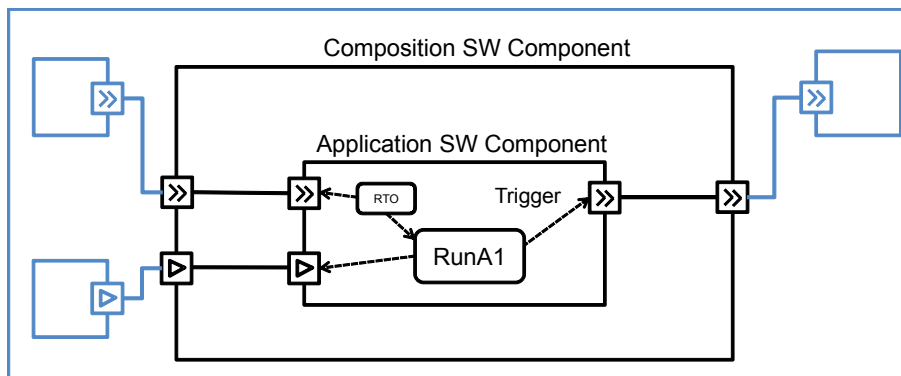 Composition SW Component
Application SW Component
RTO
Trigger
RunA1